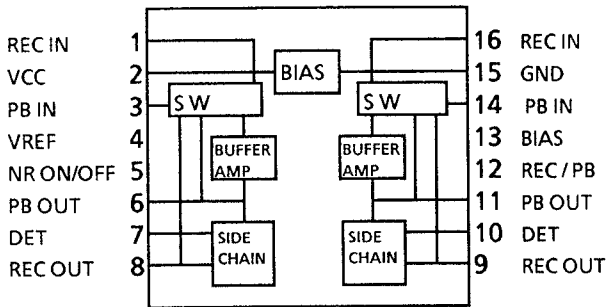 REC IN 1 16 REC IN
VCC 2 BIAS 15 GND
PB IN 3 SW SW 14 PB IN
VREF 4 13 BIAS
NR ON/OFF 5 BUFFER AMP BUFFER AMP 12 REC/PB
PB OUT 6 11 PB OUT
DET 7 SIDE CHAIN SIDE CHAIN 10 DET
REC OUT 8 9 REC OUT